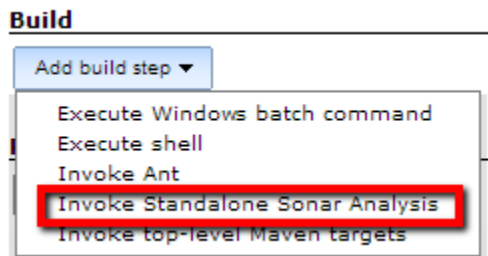 Build
Add build step ▼
Execute Windows batch command
Execute shell
Invoke Ant
Invoke Standalone Sonar Analysis
Invoke top-level Maven targets